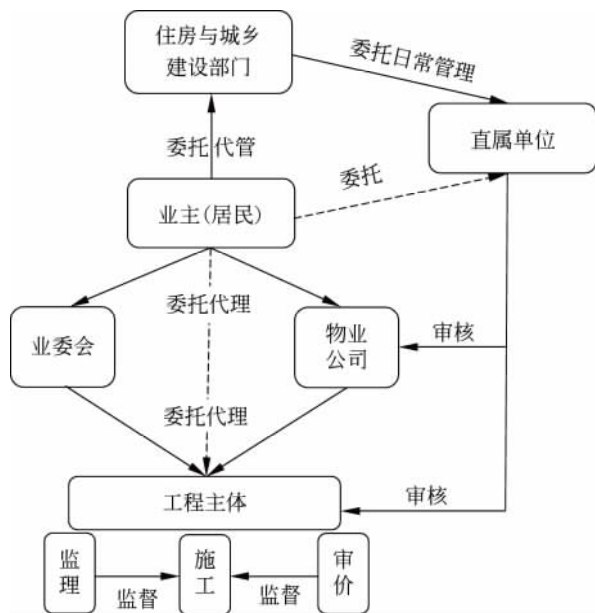 住房与城乡
建设部门
委托日常管理
直属单位
委托代管
委托
业主(居民)
委托代理
业委会
物业
公司
审核
委托代理
工程主体
审核
监理
施工
审价
监督
监督